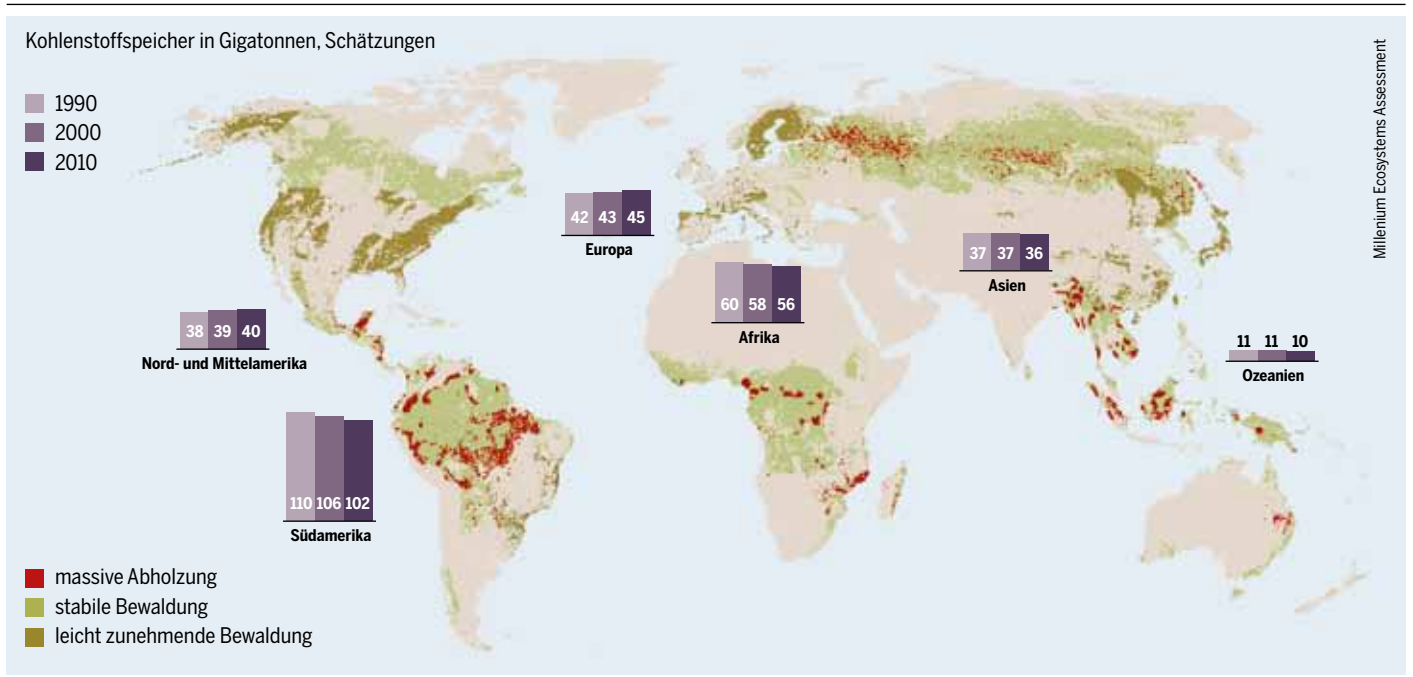 Kohlenstoffspeicher in Gigatonnen, Schätzungen
1990
2000
2010
Millenium Ecosystems Assessment
42 43 45
Europa
37 37 36
Asien
60 58 56
Afrika
38 39 40
Nord- und Mittelamerika
11 11 10
Ozeanien
110 106 102
Südamerika
massive Abholzung
stabile Bewaldung
leicht zunehmende Bewaldung